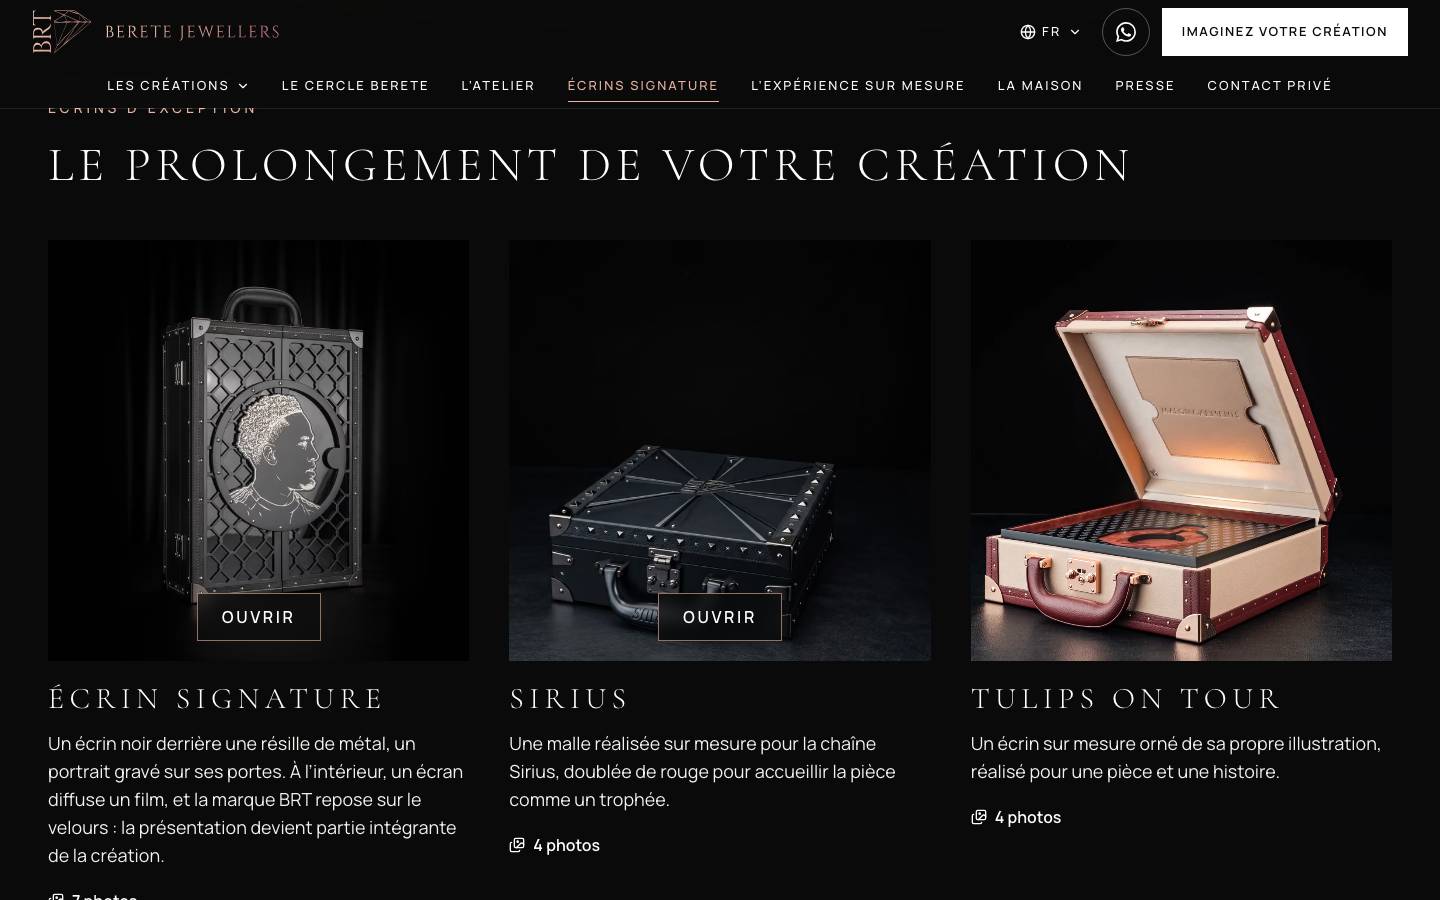 BRT
BERETE JEWELLERS
FR
IMAGINEZ VOTRE CRÉATION
LES CRÉATIONS
LE CERCLE BERETE
L'ATELIER
ÉCRINS SIGNATURE
L'EXPÉRIENCE SUR MESURE
LA MAISON
PRESSE
CONTACT PRIVÉ
ÉCRINS D'EXCEPTION
LE PROLONGEMENT DE VOTRE CRÉATION
OUVRIR
OUVRIR
ÉCRIN SIGNATURE
Un écrin noir derrière une résille de métal, un
portrait gravé sur ses portes. À l'intérieur, un écran
diffuse un film, et la marque BRT repose sur le
velours : la présentation devient partie intégrante
de la création.
7 photos
SIRIUS
Une malle réalisée sur mesure pour la chaîne
Sirius, doublée de rouge pour accueillir la pièce
comme un trophée.
4 photos
TULIPS ON TOUR
Un écrin sur mesure orné de sa propre illustration,
réalisé pour une pièce et une histoire.
4 photos